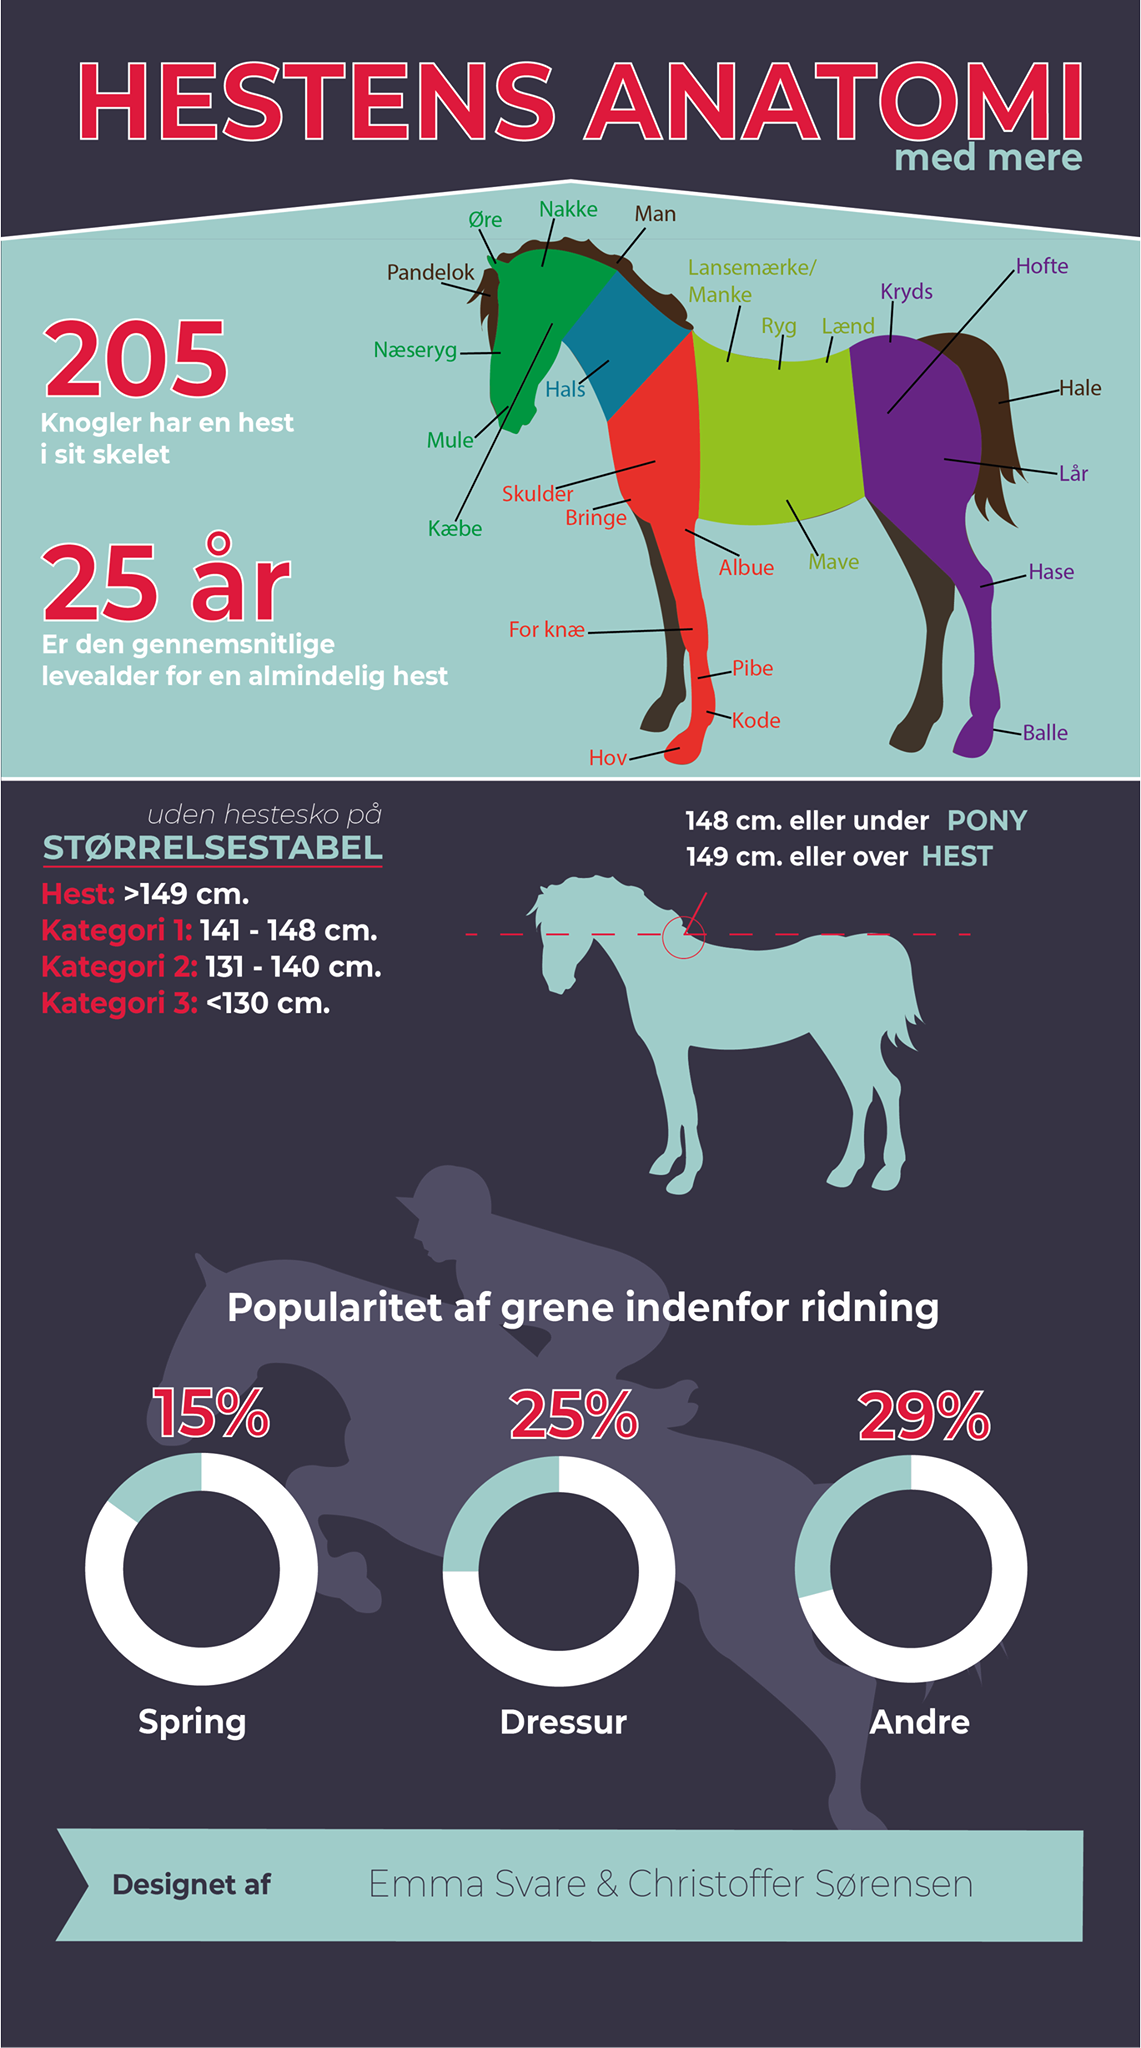 HESTENS ANATOMI
med mere
Øre
Nakke
Man
Pandelok
Lansemærke/
Manke
Ryg
Lænd
Kryds
Hofte
205
Knogler har en hest
i sit skelet
Næseryg
Hals
Hale
Mule
Skulder
Bringe
Lår
Kæbe
25 år
Er den gennemsnitlige
levealder for en almindelig hest
Albue
Mave
Hase
For knæ
Pibe
Kode
Balle
Hov
uden hestesko på
STØRRELSESTABEL
Hest: >149 cm.
Kategori 1: 141 - 148 cm.
Kategori 2: 131 - 140 cm.
Kategori 3: <130 cm.
148 cm. eller under PONY
149 cm. eller over HEST
Popularitet af grene indenfor ridning
15%
25%
29%
Spring
Dressur
Andre
Designet af Emma Svare & Christoffer Sørensen